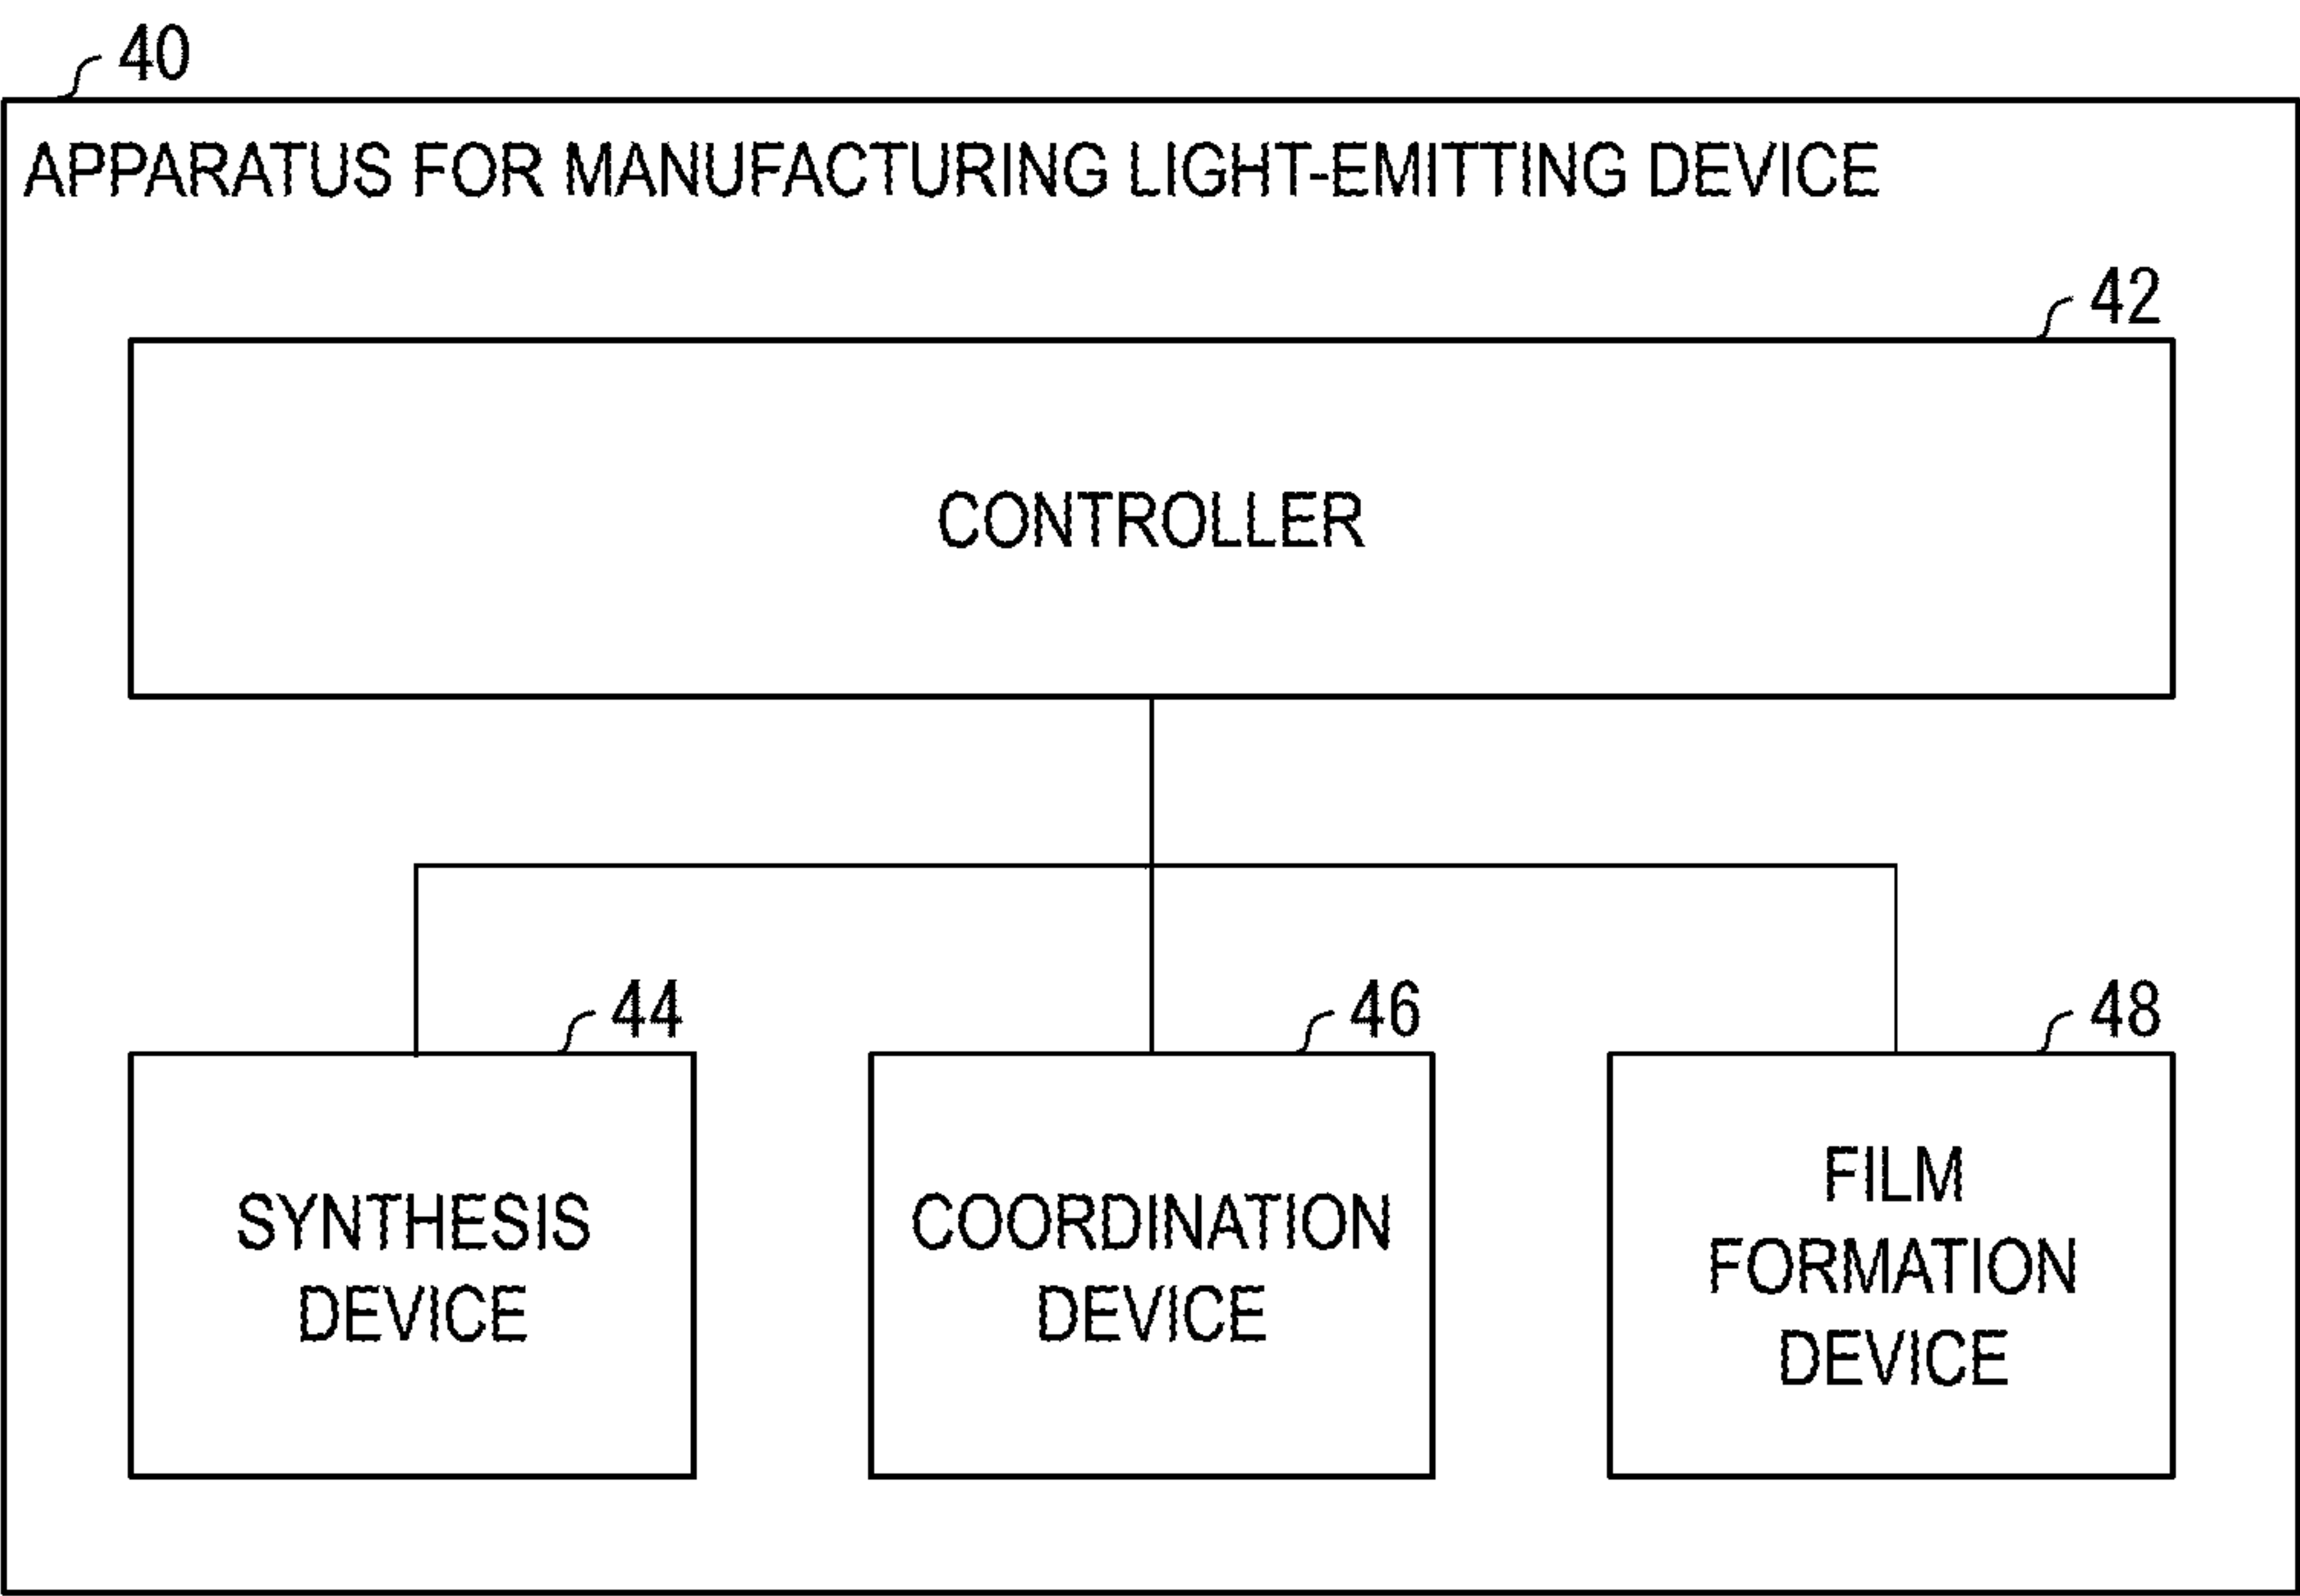 40
APPARATUS FOR MANUFACTURING LIGHT-EMITTING DEVICE
42
CONTROLLER
44
46
48
SYNTHESIS
DEVICE
COORDINATION
DEVICE
FILM
FORMATION
DEVICE